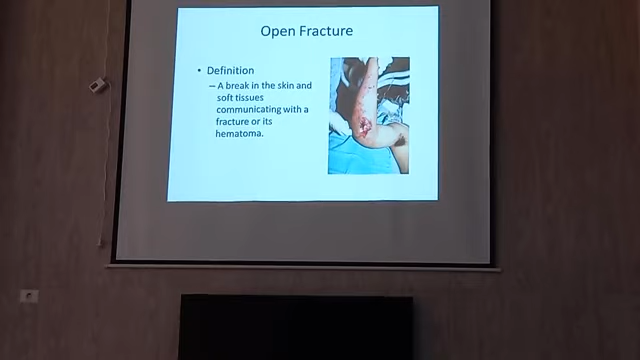 Open Fracture
• Definition
– A break in the skin and
soft tissues
communicating with a
fracture or its
hematoma.